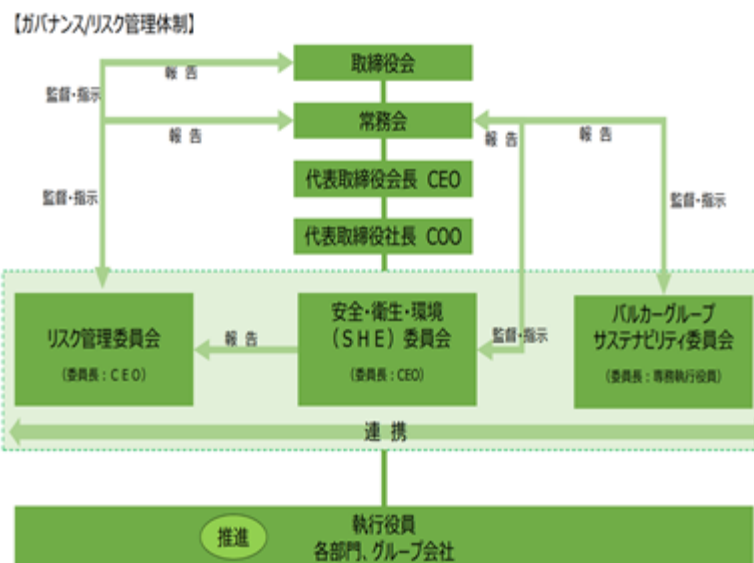 【ガバナンス/リスク管理体制】
取締役会
報 告
監督・指示
常務会
報 告
報 告
報 告
代表取締役会長 CEO
監督・指示
監督・指示
代表取締役社長 COO
リスク管理委員会
(委員長:CEO)
報 告
安全・衛生・環境
(SHE)委員会
(委員長:CEO)
監督・指示
バルカーグループ
サステナビリティ委員会
(委員長:専務執行役員)
連 携
推進
執行役員
各部門、グループ会社